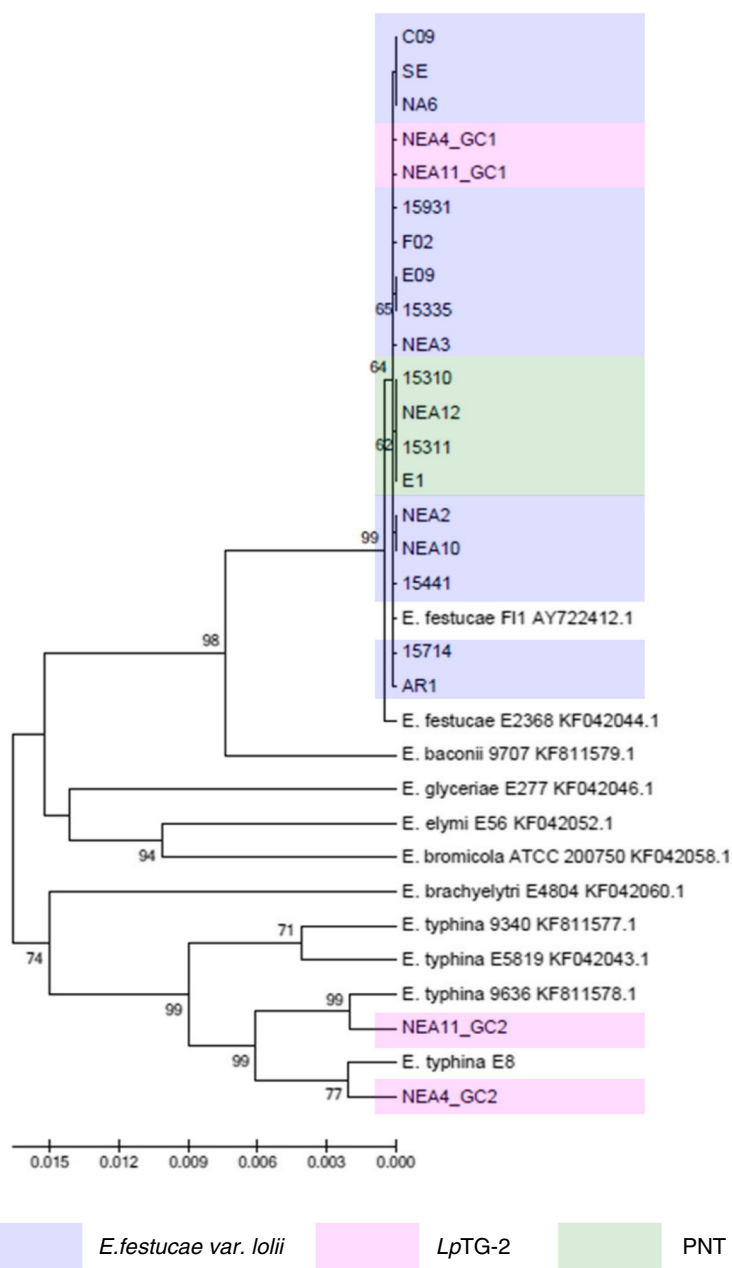 C09
SE
NA6
NEA4_GC1
NEA11_GC1
15931
F02
E09
65 15335
NEA3
64
15310
NEA12
62 15311
E1
NEA2
99
NEA10
15441
E. festucae Fl1 AY722412.1
98
15714
AR1
E. festucae E2368 KF042044.1
E. baconii 9707 KF811579.1
E. glyceriae E277 KF042046.1
E. elymi E56 KF042052.1
94
E. bromicola ATCC 200750 KF042058.1
E. brachyelytri E4804 KF042060.1
71
E. typhina 9340 KF811577.1
74
E. typhina E5819 KF042043.1
99
99
E. typhina 9636 KF811578.1
NEA11_GC2
99
E. typhina E8
77
NEA4_GC2
0.015 0.012 0.009 0.006 0.003 0.000
E.festucae var. lolii LpTG-2 PNT